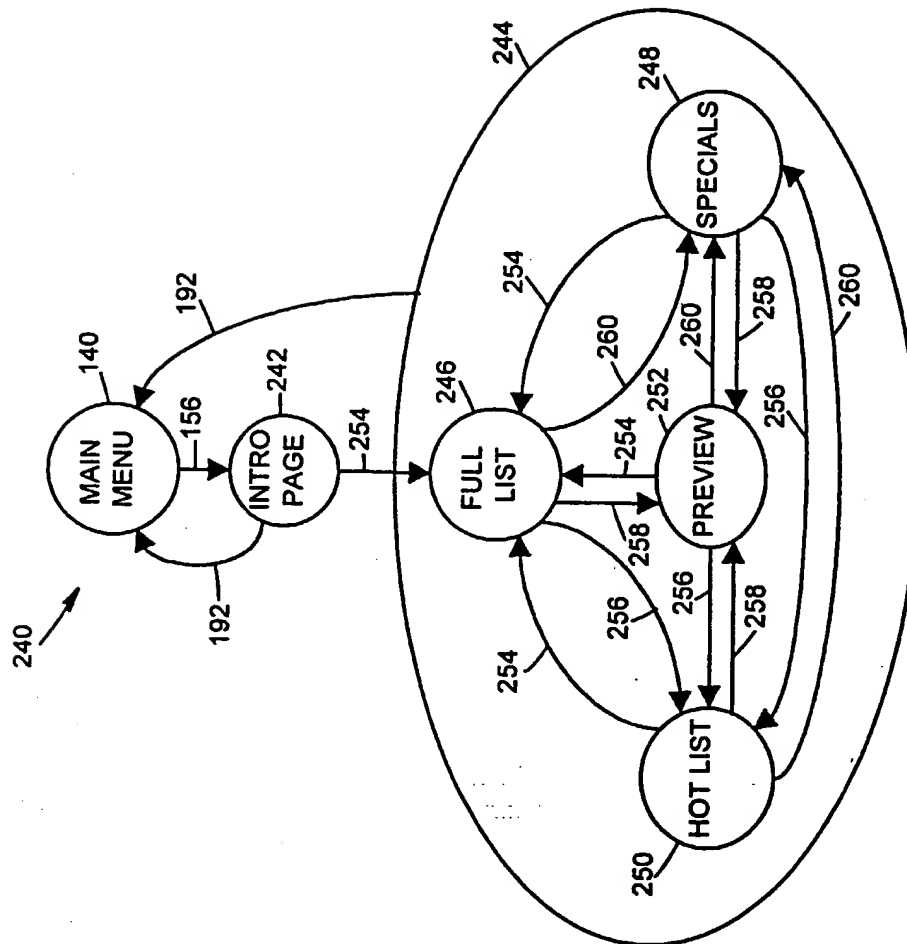 240
140
MAIN
MENU
192
156
192
242
INTRO
PAGE
254
244
246
FULL
LIST
254
254
260
256
258
254
252
248
250
HOT LIST
256
PREVIEW
260
SPECIALS
258
258
256
260